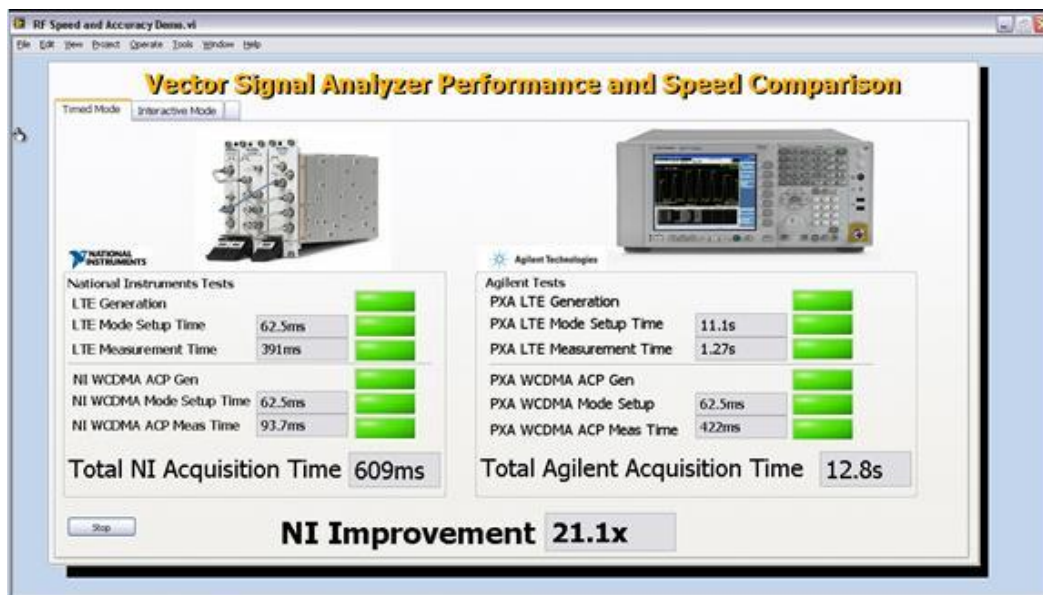 RF Speed and Accuracy Demo.vi
File Edit View Project Operate Tools Window Help
Vector Signal Analyzer Performance and Speed Comparison
Timed Mode Interactive Mode
NATIONAL INSTRUMENTS
Agilent Technologies
National Instruments Tests
LTE Generation
LTE Mode Setup Time 62.5ms
LTE Measurement Time 391ms
NI WCDMA ACP Gen
NI WCDMA Mode Setup Time 62.5ms
NI WCDMA ACP Meas Time 93.7ms
Total NI Acquisition Time 609ms
Agilent Tests
PXA LTE Generation
PXA LTE Mode Setup Time 11.1s
PXA LTE Measurement Time 1.27s
PXA WCDMA ACP Gen
PXA WCDMA Mode Setup 62.5ms
PXA WCDMA ACP Meas Time 422ms
Total Agilent Acquisition Time 12.8s
Stop
NI Improvement 21.1x